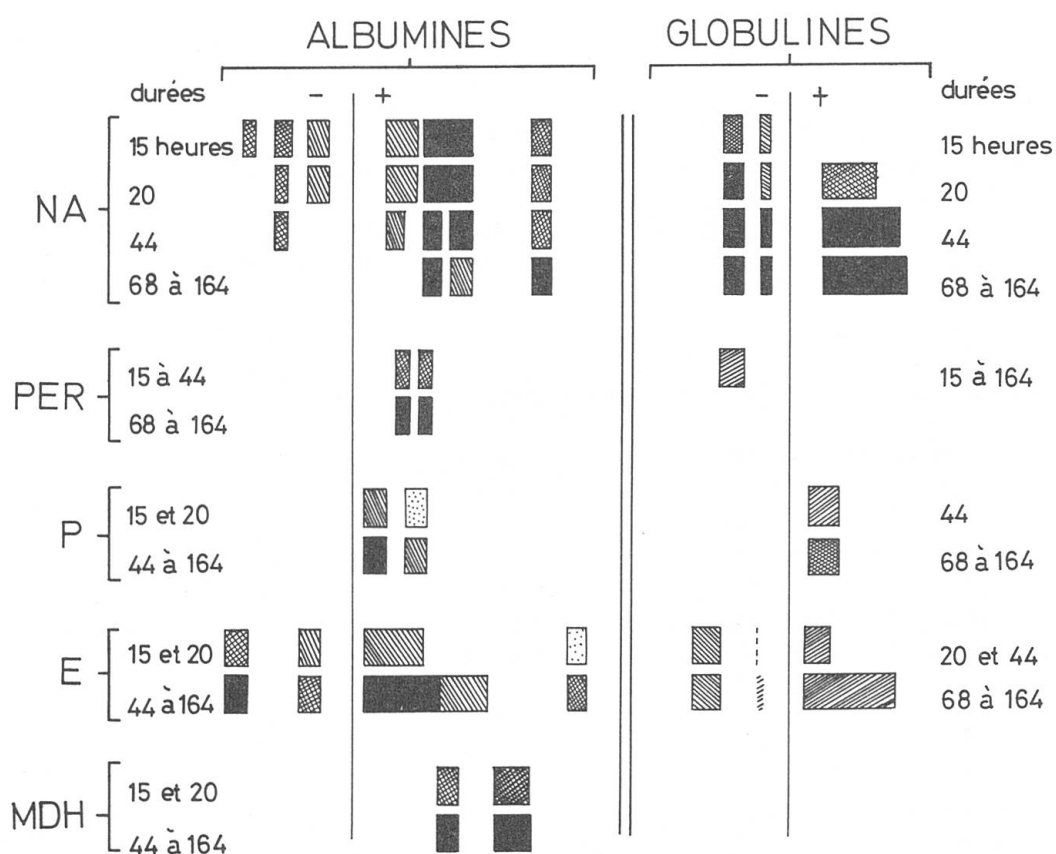 ALBUMINES GLOBULINES
durées - + - + durées
15 heures 15 heures
20 20
NA
44 44
68 à 164 68 à 164
15 à 44 15 à 164
PER
68 à 164
15 et 20 44
P
44 à 164 68 à 164
15 et 20 20 et 44
E
44 à 164 68 à 164
15 et 20
MDH
44 à 164